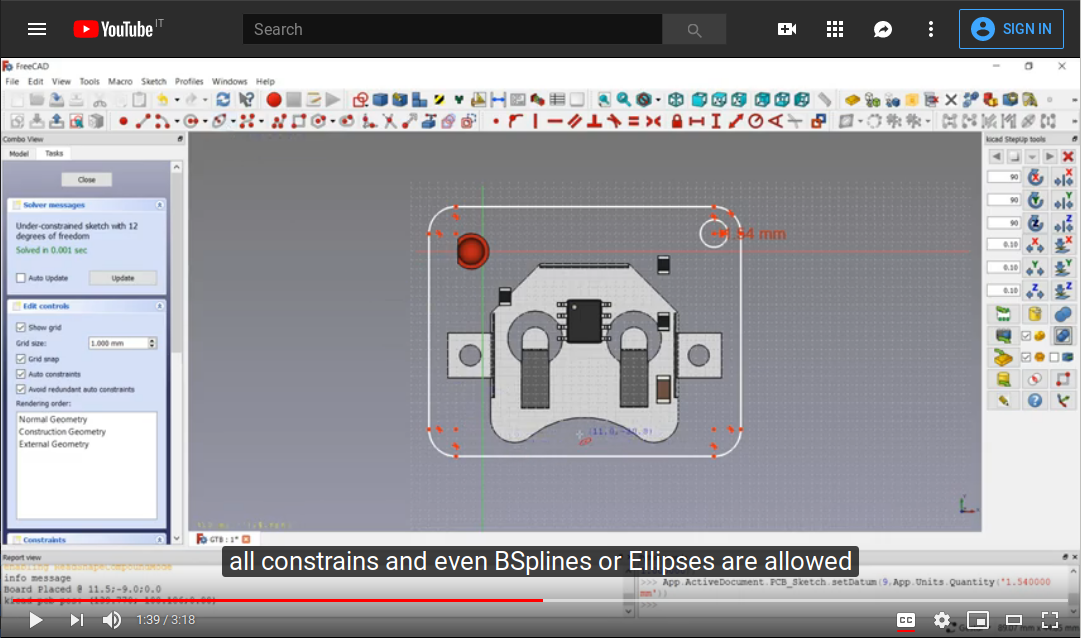 YouTube IT
Search
SIGN IN
FreeCAD
File Edit View Tools Macro Sketch Profiles Windows Help
Combo View
Model Tasks
Close
Solver messages
Under-constrained sketch with 12
degrees of freedom
Solved in 0.001 sec
Auto Update
Update
Edit controls
Show grid
Grid size:
1.000 mm
Grid snap
Auto constraints
Avoid redundant auto constraints
Rendering order:
Normal Geometry
Construction Geometry
External Geometry
Constraints
kicad StepUp tools
90
X
90
Y
90
Z
0.10
X
0.10
Y
0.10
Z
mm
GTB : 1*
all constrains and even BSplines or Ellipses are allowed
Report view
info message
Board Placed @ 11.5;-9.0;0.0
>>> App.ActiveDocument.PCB_Sketch.setDatum(9,App.Units.Quantity('1.540000
mm'))
>>>
1:39 / 3:18
CC